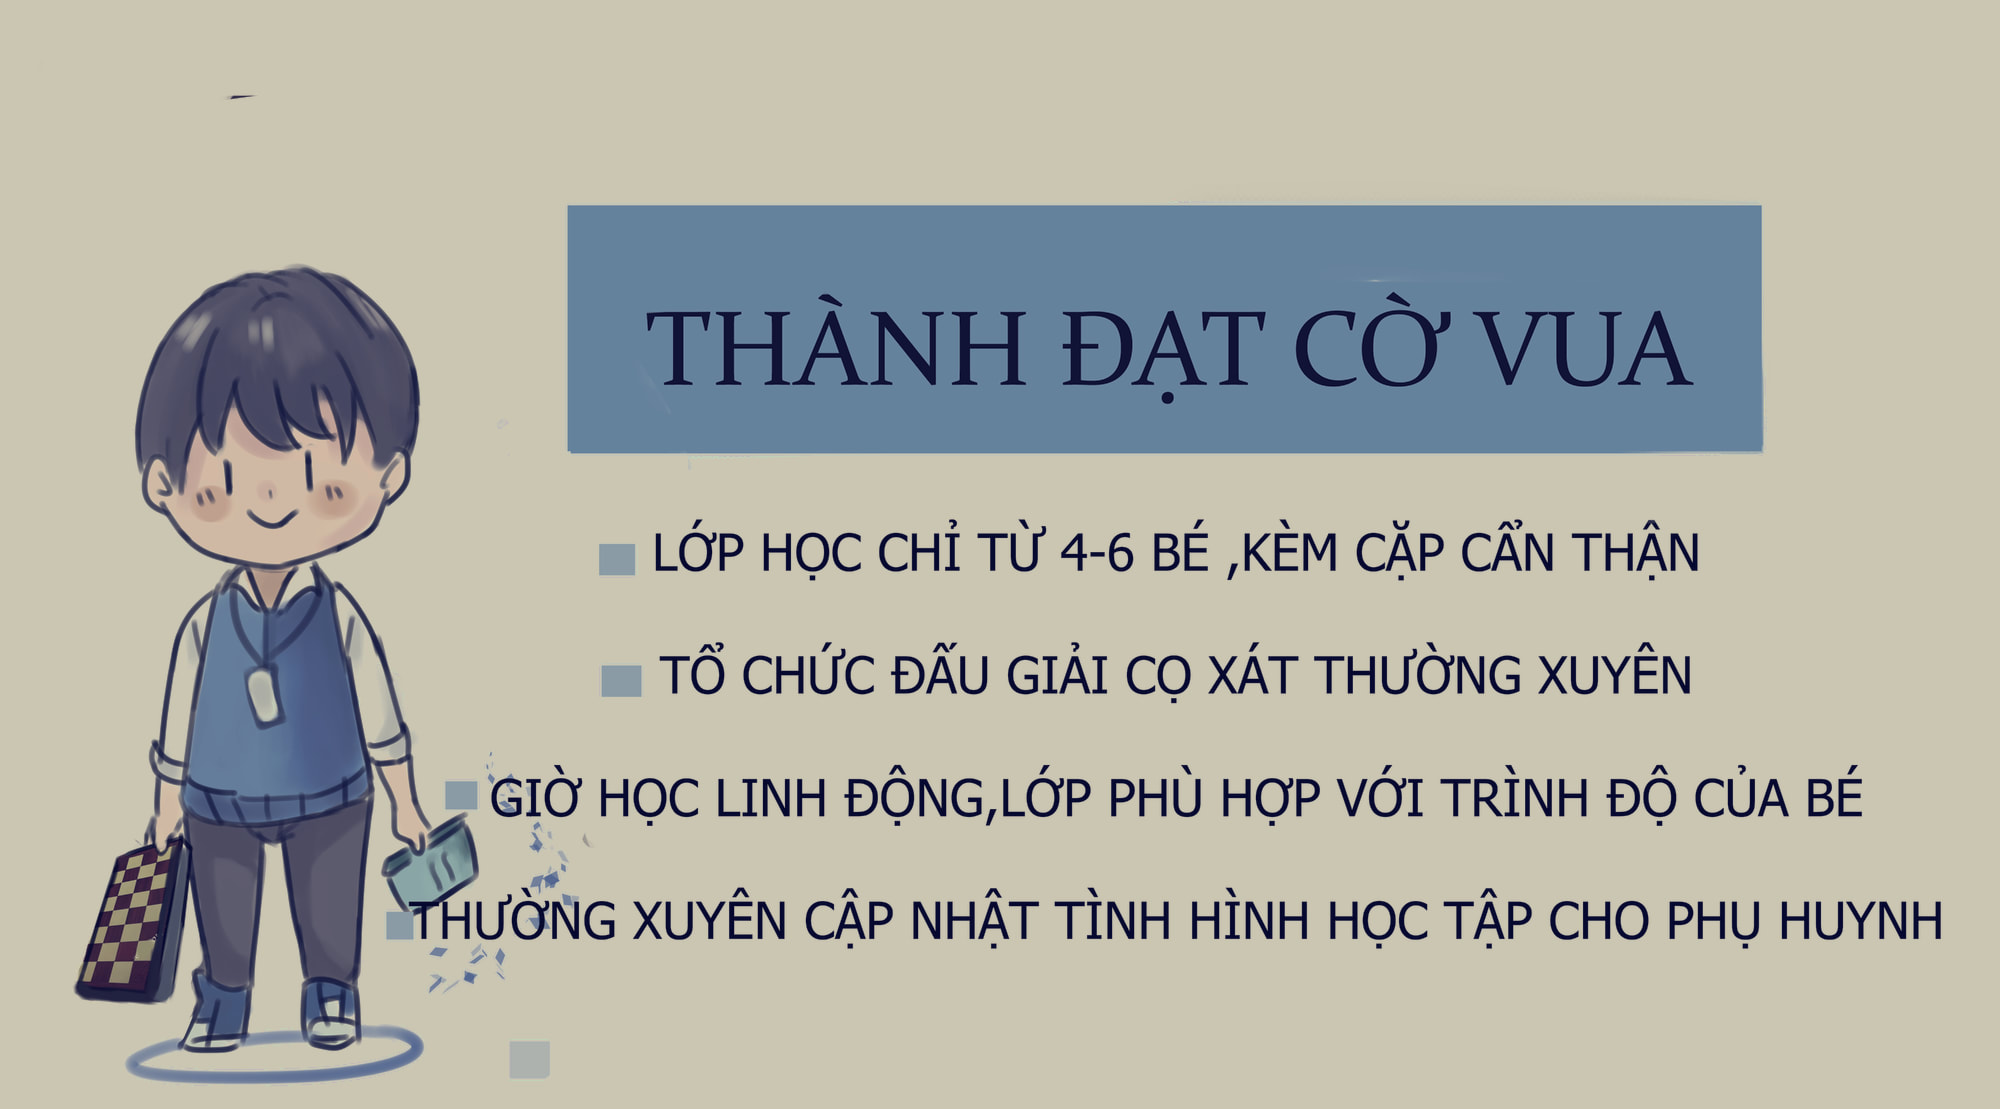 THÀNH ĐẠT CỜ VUA
LỚP HỌC CHỈ TỪ 4-6 BÉ ,KÈM CẶP CẨN THẬN
TỔ CHỨC ĐẤU GIẢI CỌ XÁT THƯỜNG XUYÊN
GIỜ HỌC LINH ĐỘNG,LỚP PHÙ HỢP VỚI TRÌNH ĐỘ CỦA BÉ
THƯỜNG XUYÊN CẬP NHẬT TÌNH HÌNH HỌC TẬP CHO PHỤ HUYNH